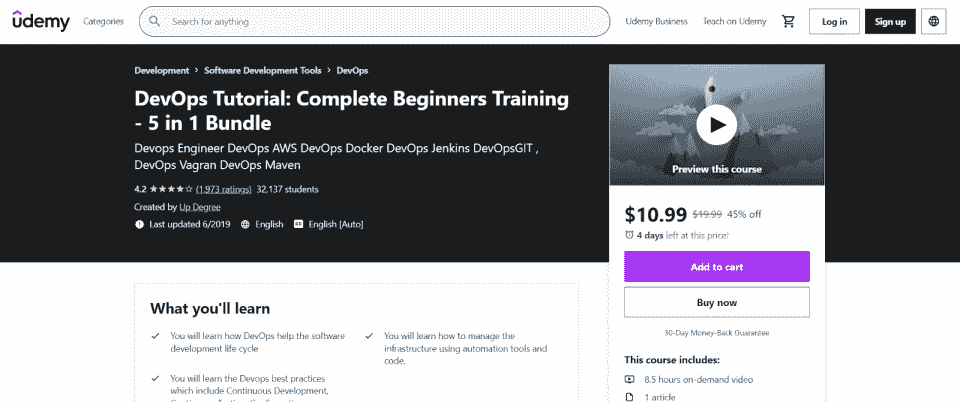 udemy
Categories
Search for anything
Udemy Business
Teach on Udemy
Log in
Sign up
Development > Software Development Tools > DevOps
DevOps Tutorial: Complete Beginners Training
- 5 in 1 Bundle
Devops Engineer DevOps AWS DevOps Docker DevOps Jenkins DevOpsGIT ,
DevOps Vagran DevOps Maven
4.2 ★★★★☆ (1,973 ratings) 32,137 students
Created by Up Degree
Last updated 6/2019 English English [Auto]
Preview this course
$10.99 $19.99 45% off
4 days left at this price!
Add to cart
Buy now
30-Day Money-Back Guarantee
This course includes:
8.5 hours on-demand video
1 article
What you'll learn
You will learn how DevOps help the software
development life cycle
You will learn how to manage the
infrastructure using automation tools and
code.
You will learn the Devops best practices
which include Continuous Development,